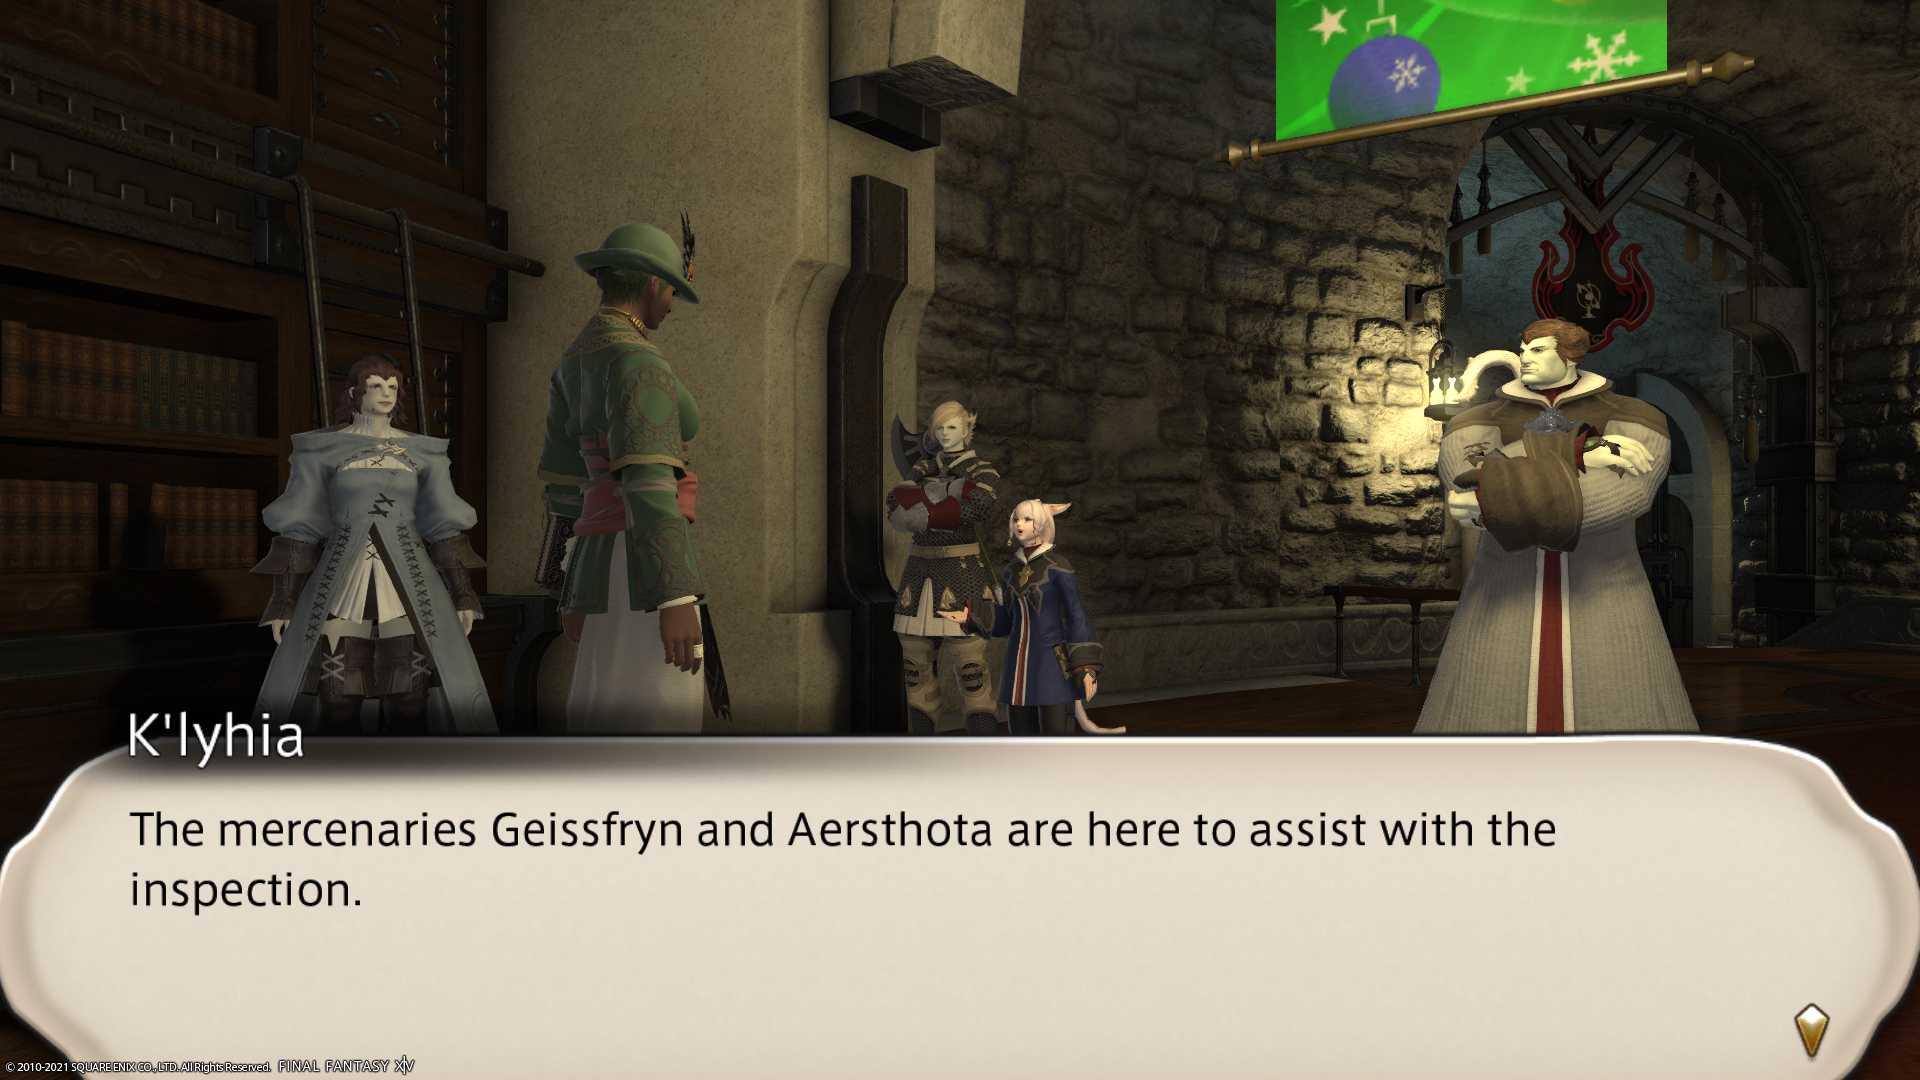 K'lyhia
The mercenaries Geissfryn and Aersthota are here to assist with the
inspection.
© 2010-2021 SQUARE ENIX CO., LTD. All Rights Reserved. FINAL FANTASY XIV